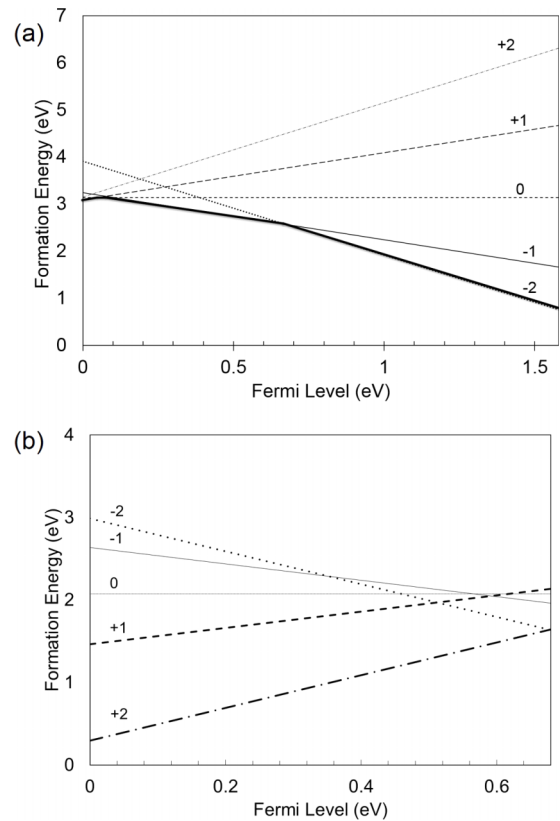 (a)
7
6
5
4
3
2
1
0
Formation Energy (eV)
+2
+1
0
-1
-2
0 0.5 1 1.5
Fermi Level (eV)
(b)
4
3
2
1
0
Formation Energy (eV)
-2
-1
0
+1
+2
0 0.2 0.4 0.6
Fermi Level (eV)